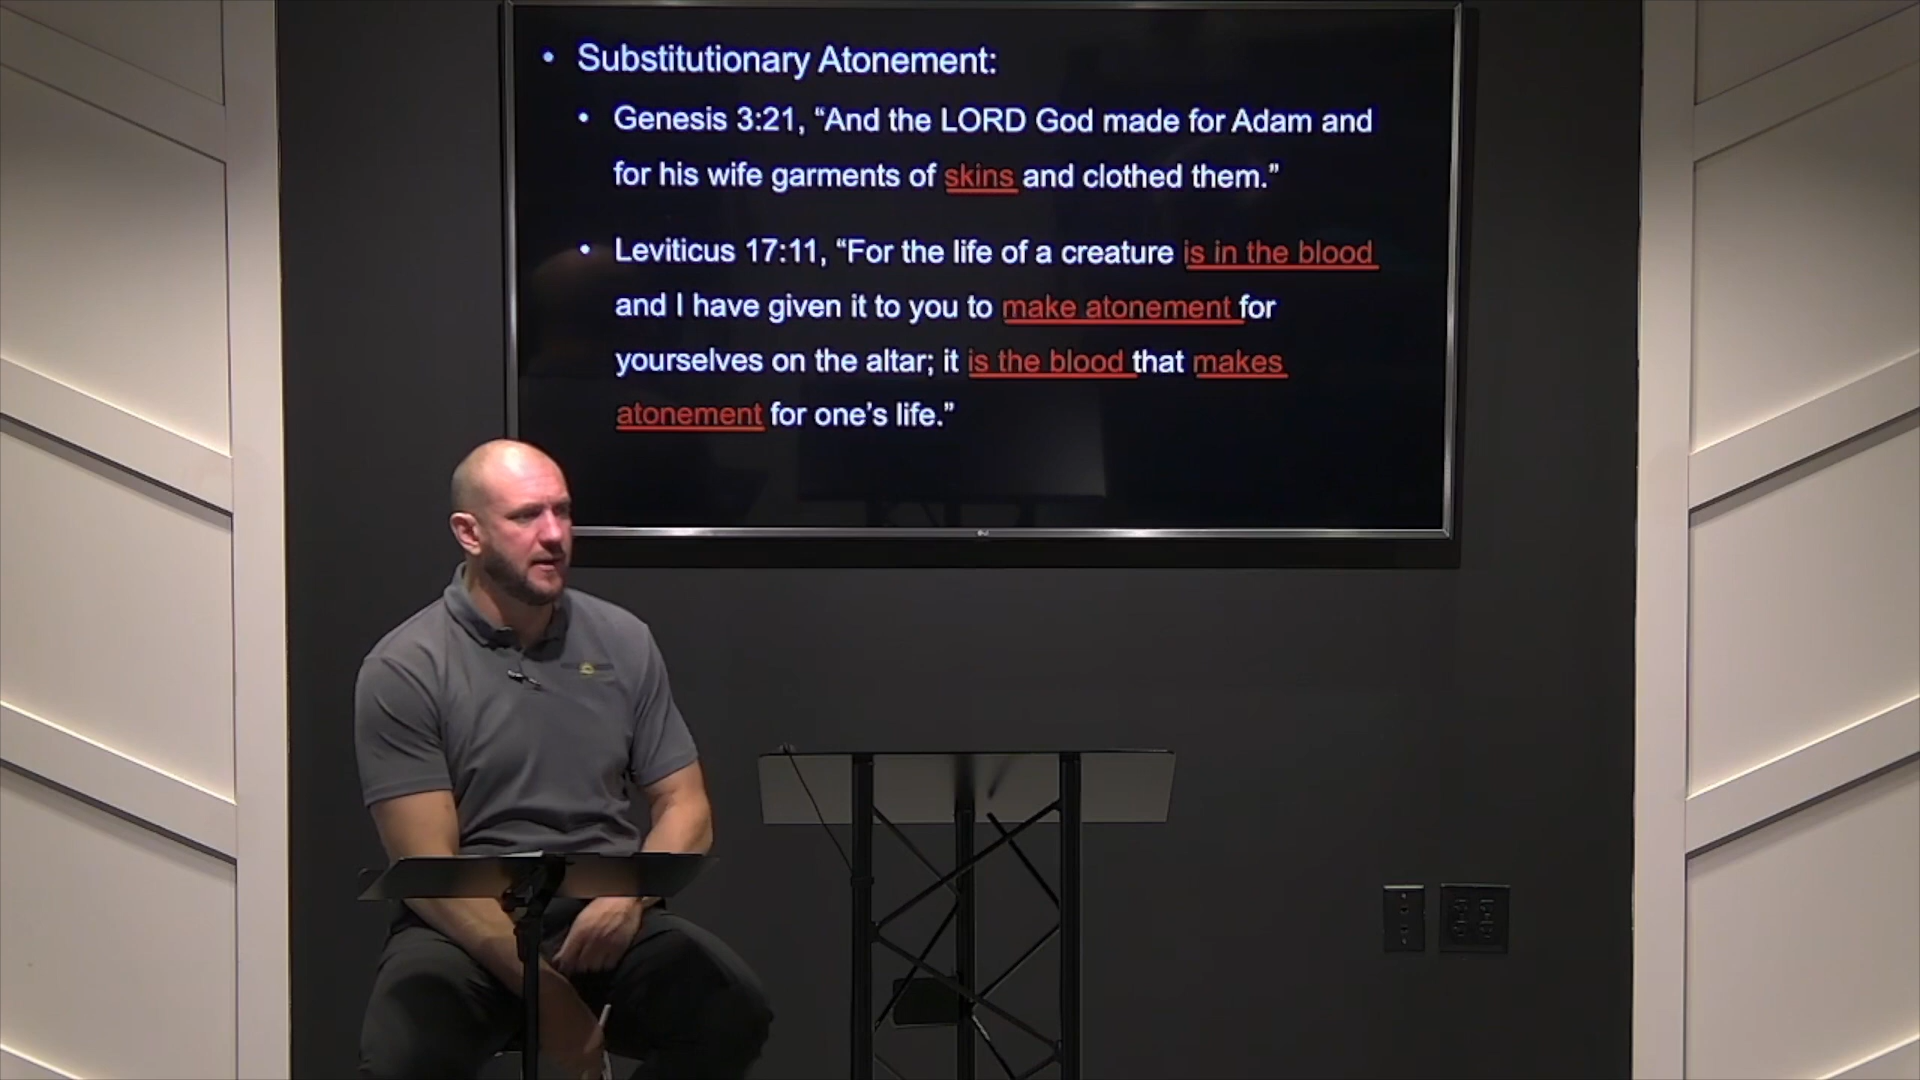 • Substitutionary Atonement:
• Genesis 3:21, “And the LORD God made for Adam and
for his wife garments of skins and clothed them.”
• Leviticus 17:11, “For the life of a creature is in the blood
and I have given it to you to make atonement for
yourselves on the altar; it is the blood that makes
atonement for one’s life.”